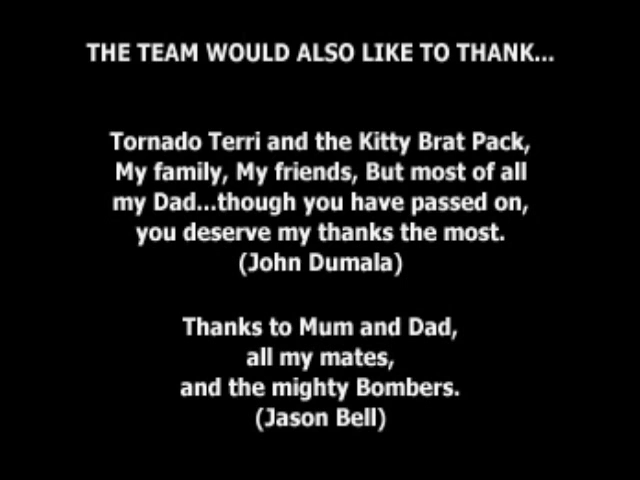 THE TEAM WOULD ALSO LIKE TO THANK...
Tornado Terri and the Kitty Brat Pack,
My family, My friends, But most of all
my Dad...though you have passed on,
you deserve my thanks the most.
(John Dumala)
Thanks to Mum and Dad,
all my mates,
and the mighty Bombers.
(Jason Bell)